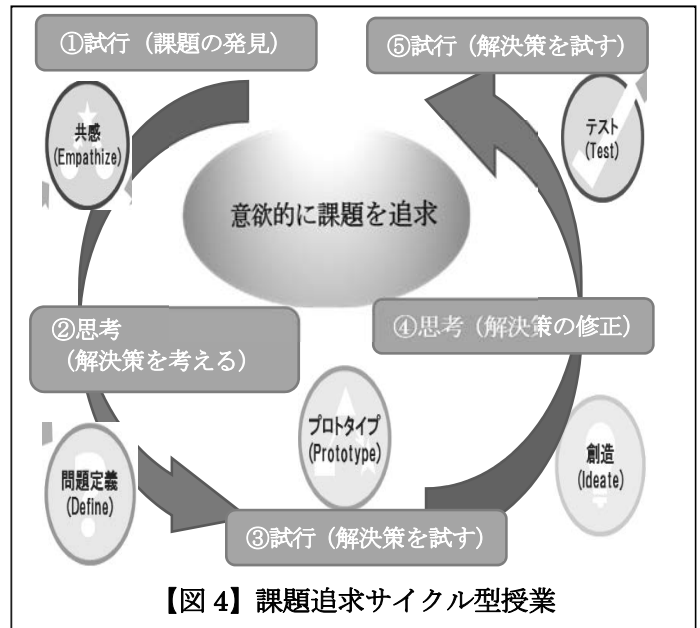 ①試行（課題の発見）
⑤試行（解決策を試す）
共感
(Empathize)
テスト
(Test)
意欲的に課題を追求
②思考
（解決策を考える）
④思考（解決策の修正）
プロトタイプ
(Prototype)
問題定義
(Define)
創造
(Ideate)
③試行（解決策を試す）
【図 4】課題追求サイクル型授業